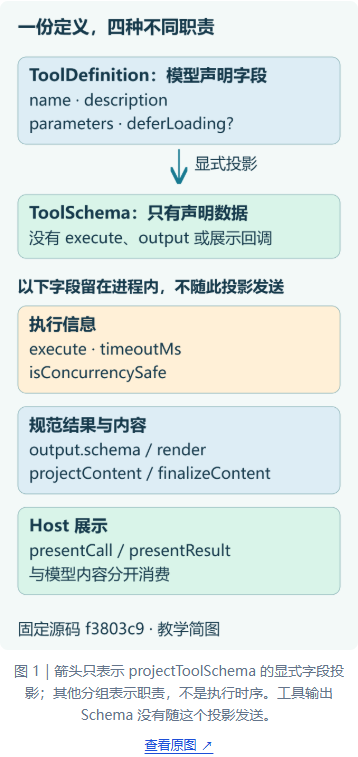 一份定义，四种不同职责
ToolDefinition：模型声明字段
name · description
parameters · deferLoading?
显式投影
ToolSchema：只有声明数据
没有 execute、output 或展示回调
以下字段留在进程内，不随此投影发送
执行信息
execute · timeoutMs
isConcurrencySafe
规范结果与内容
output.schema / render
projectContent / finalizeContent
Host 展示
presentCall / presentResult
与模型内容分开消费
固定源码 f3803c9 · 教学简图
图 1｜箭头只表示 projectToolSchema 的显式字段投
影；其他分组表示职责，不是执行时序。工具输出
Schema 没有随这个投影发送。
查看原图 ↗